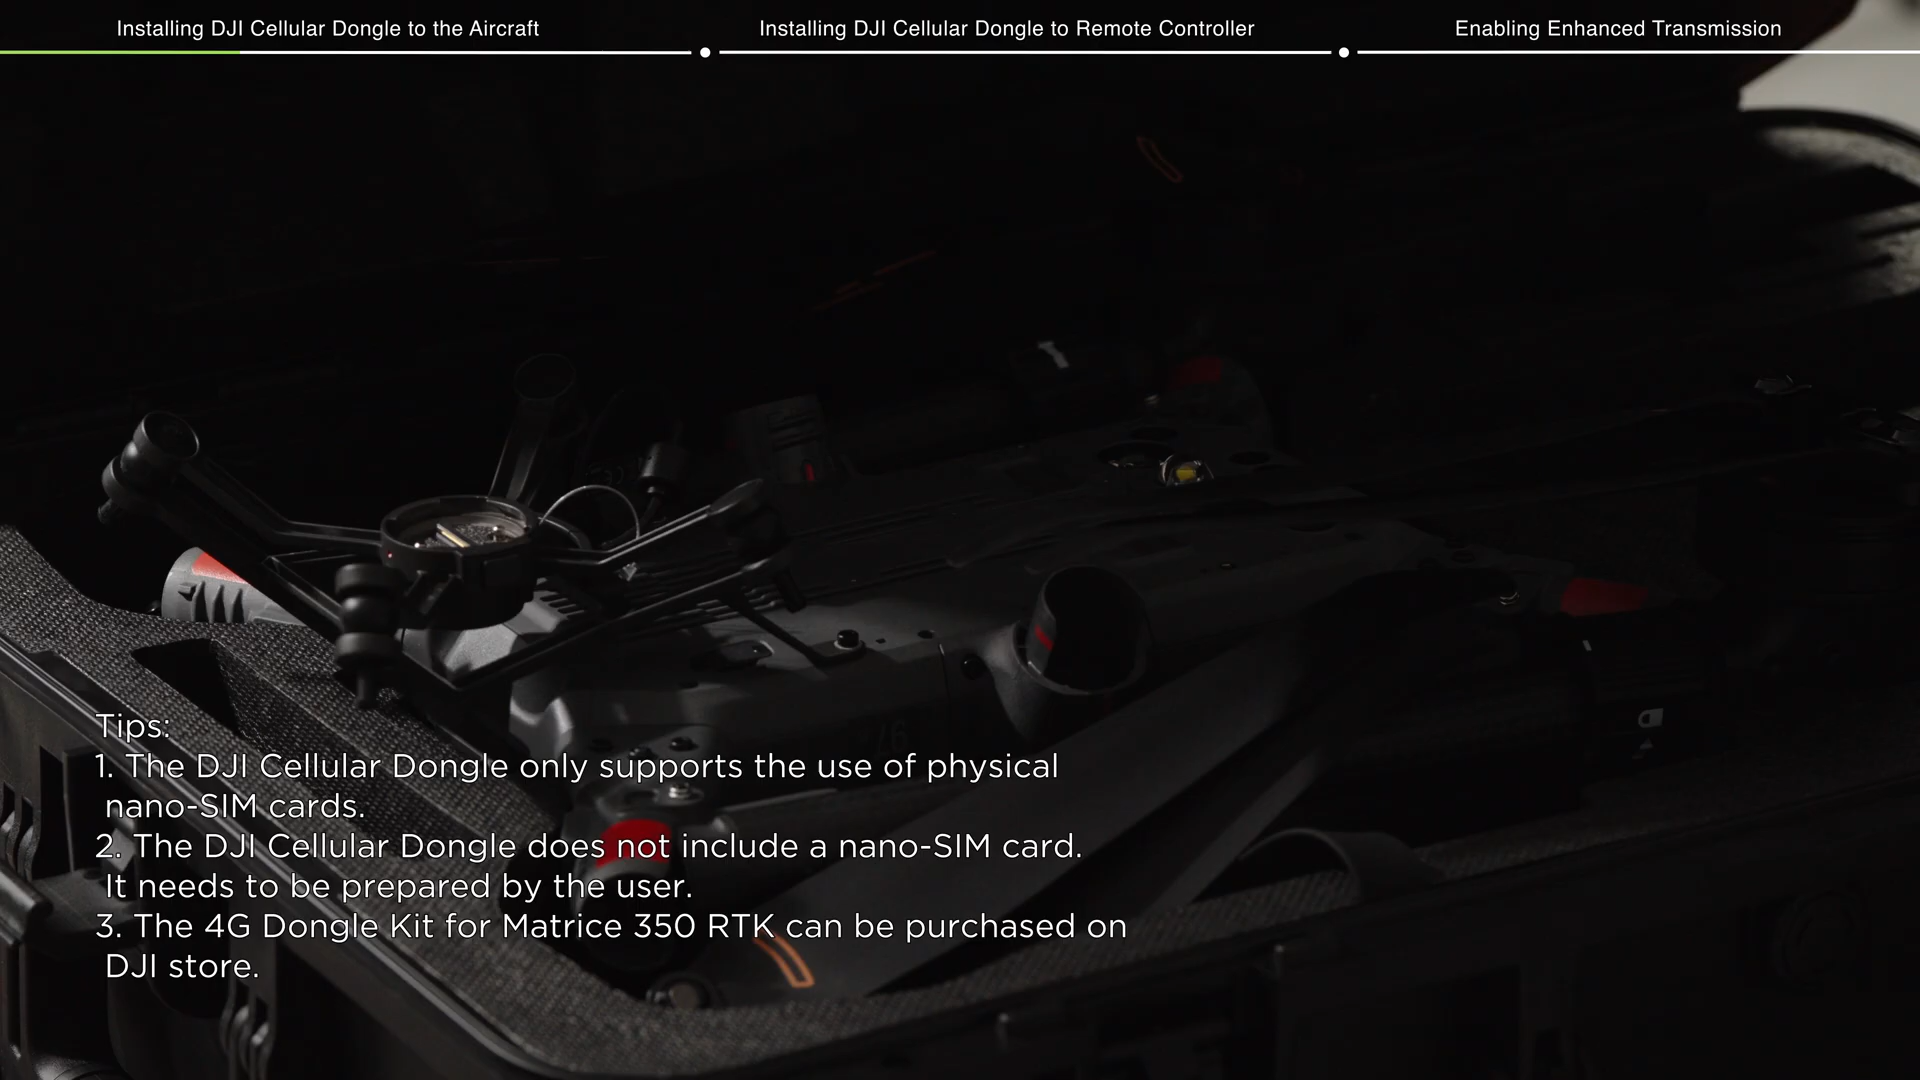 Installing DJI Cellular Dongle to the Aircraft
Installing DJI Cellular Dongle to Remote Controller
Enabling Enhanced Transmission
Tips:
1. The DJI Cellular Dongle only supports the use of physical
nano-SIM cards.
2. The DJI Cellular Dongle does not include a nano-SIM card.
It needs to be prepared by the user.
3. The 4G Dongle Kit for Matrice 350 RTK can be purchased on
DJI store.